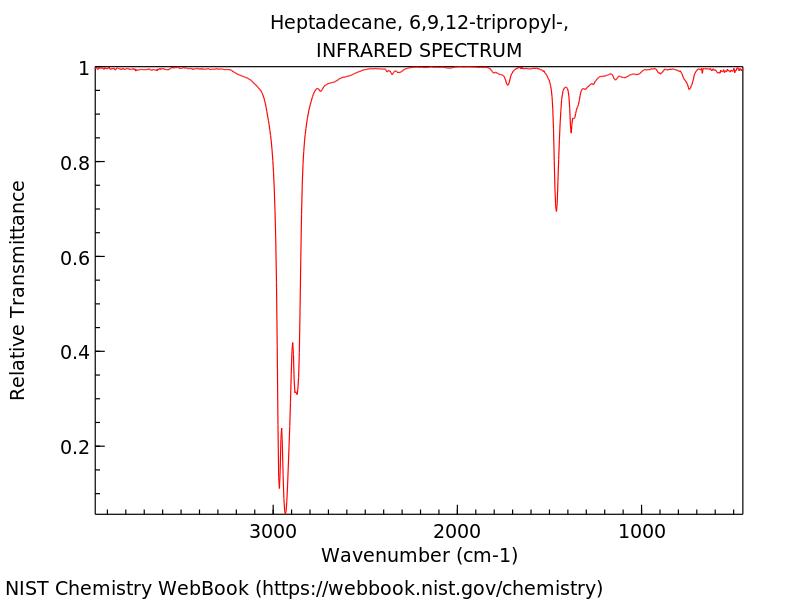 Heptadecane, 6,9,12-tripropyl-,
INFRARED SPECTRUM
1
0.8
0.6
0.4
0.2
Relative Transmittance
3000 2000 1000
Wavenumber (cm-1)
NIST Chemistry WebBook (https://webbook.nist.gov/chemistry)